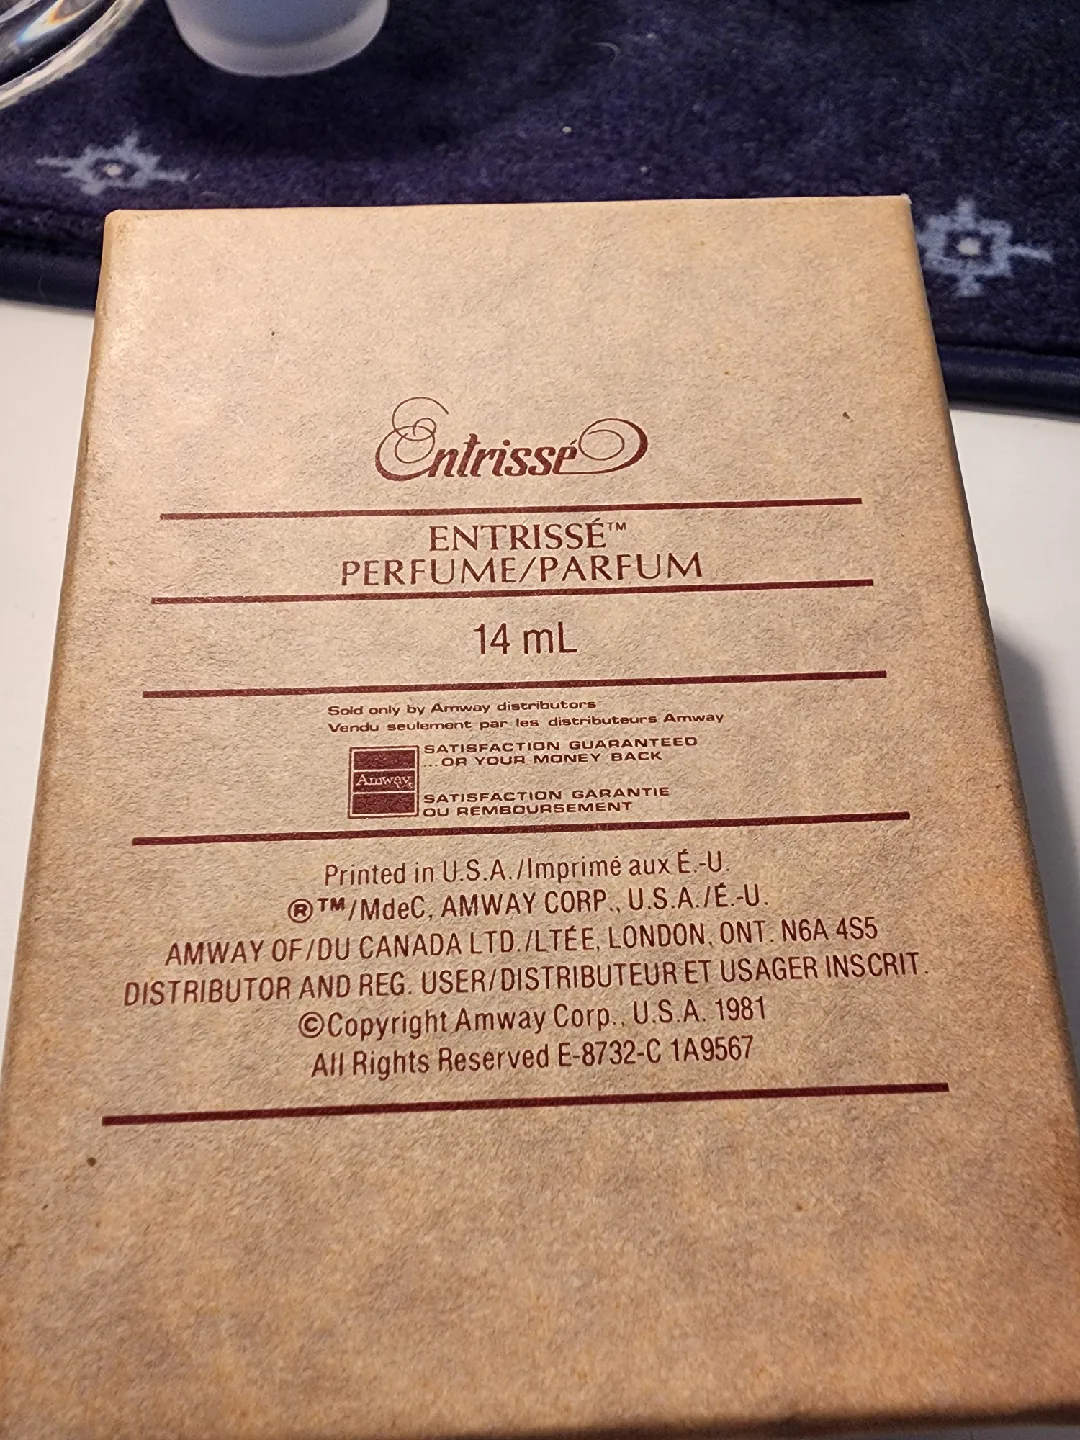 Entrissé
ENTRISSÉ™
PERFUME/PARFUM
14 mL
Sold only by Amway distributors
Vendu seulement par les distributeurs Amway
SATISFACTION GUARANTEED
...OR YOUR MONEY BACK
Amway®
SATISFACTION GARANTIE
OU REMBOURSEMENT
Printed in U.S.A./Imprimé aux É.-U.
®™/MdeC, AMWAY CORP., U.S.A./É.-U.
AMWAY OF/DU CANADA LTD./LTÉE, LONDON, ONT. N6A 4S5
DISTRIBUTOR AND REG. USER/DISTRIBUTEUR ET USAGER INSCRIT.
©Copyright Amway Corp., U.S.A. 1981
All Rights Reserved E-8732-C 1A9567